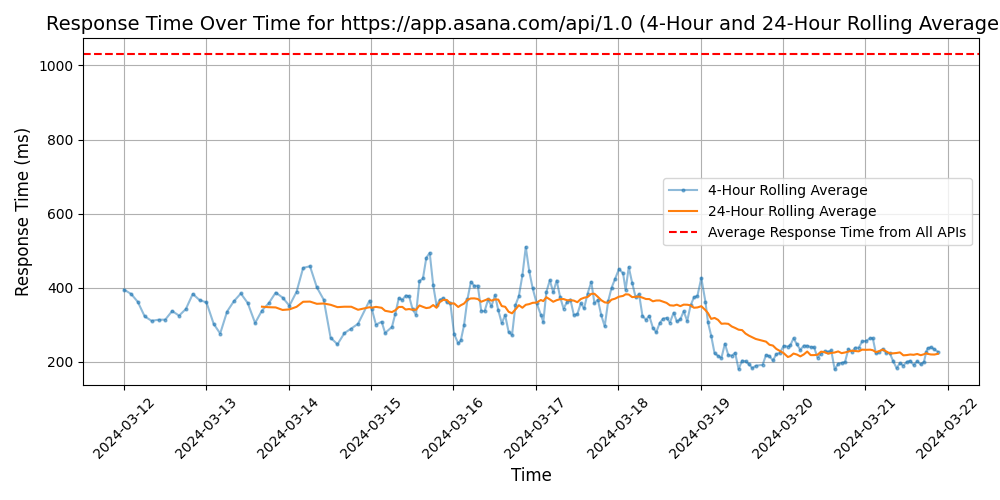 Response Time Over Time for https://app.asana.com/api/1.0 (4-Hour and 24-Hour Rolling Average
Response Time (ms)
1000
800
600
400
200
4-Hour Rolling Average
24-Hour Rolling Average
Average Response Time from All APIs
2024-03-12
2024-03-13
2024-03-14
2024-03-15
2024-03-16
2024-03-17
2024-03-18
2024-03-19
2024-03-20
2024-03-21
2024-03-22
Time